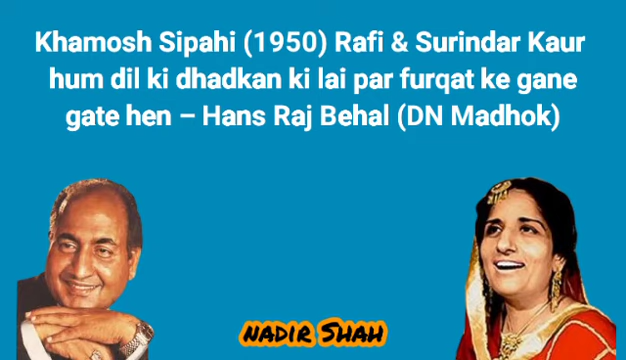 Khamosh Sipahi (1950) Rafi & Surindar Kaur
hum dil ki dhadkan ki lai par furqat ke gane
gate hen – Hans Raj Behal (DN Madhok)
NADIR SHAH